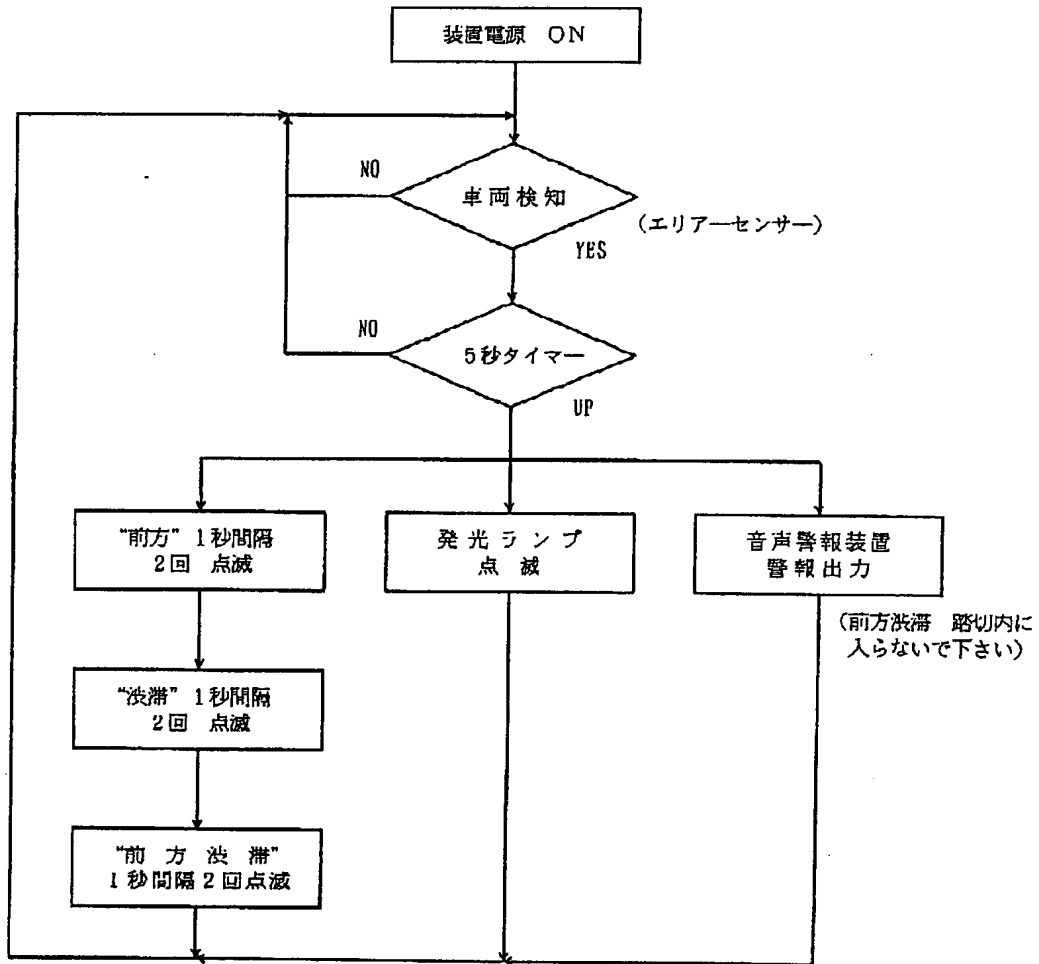 装置電源 ON
NO
車両検知
(エリアーセンサー)
YES
NO
5秒タイマー
UP
“前方” 1秒間隔
2回 点滅
発光ランプ
点滅
音声警報装置
警報出力
(前方渋滞 踏切内に
入らないで下さい)
“渋滞” 1秒間隔
2回 点滅
“前方渋滞”
1秒間隔2回点滅